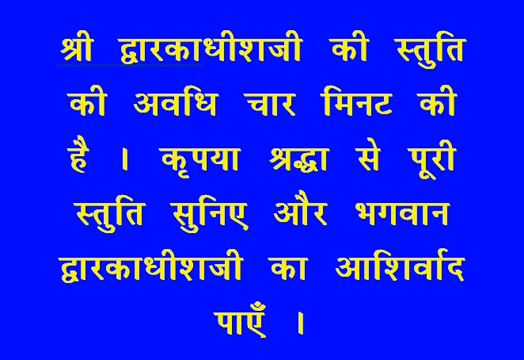 श्री द्वारकाधीशजी की स्तुति
की अवधि चार मिनट की
है । कृपया श्रद्धा से पूरी
स्तुति सुनिए और भगवान
द्वारकाधीशजी का आशिर्वाद
पाएँ ।